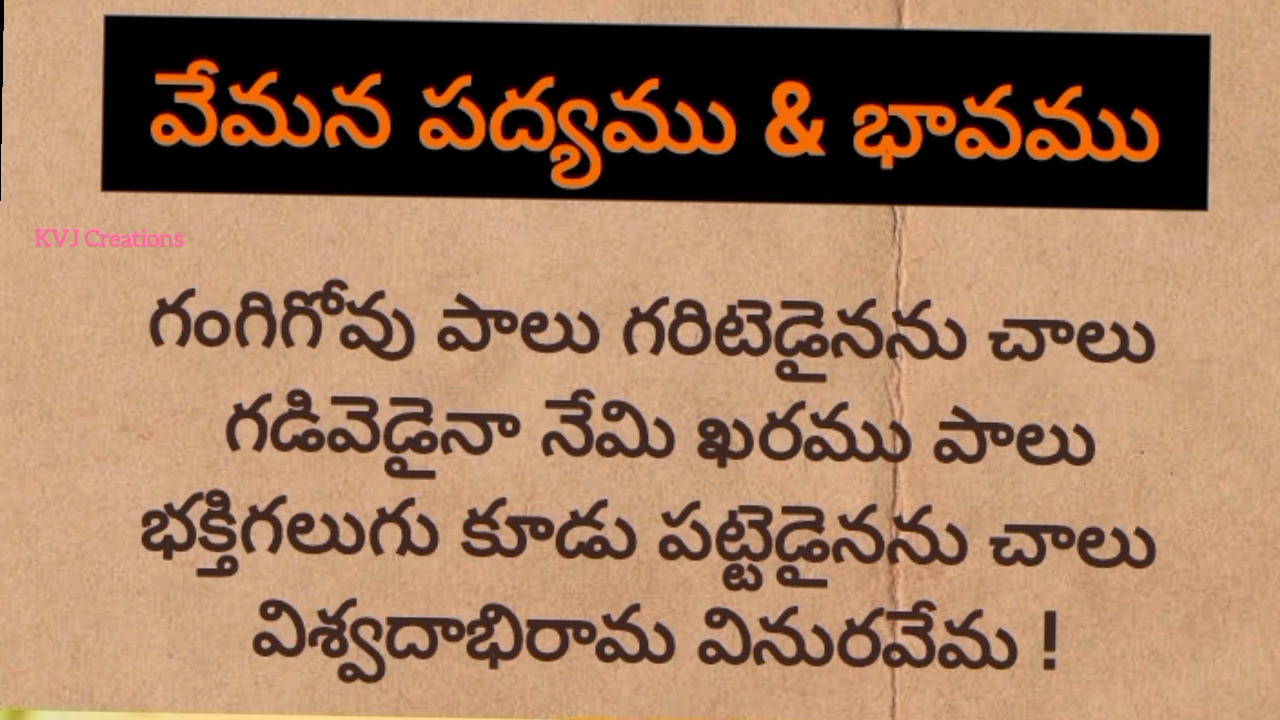 వేమన పద్యము & భావము
KVJ Creations
గంగిగోవు పాలు గరిటెడైనను చాలు
గడివెడైనా నేమి ఖరము పాలు
భక్తిగలుగు కూడు పట్టెడైనను చాలు
విశ్వదాభిరామ వినురవేమ !